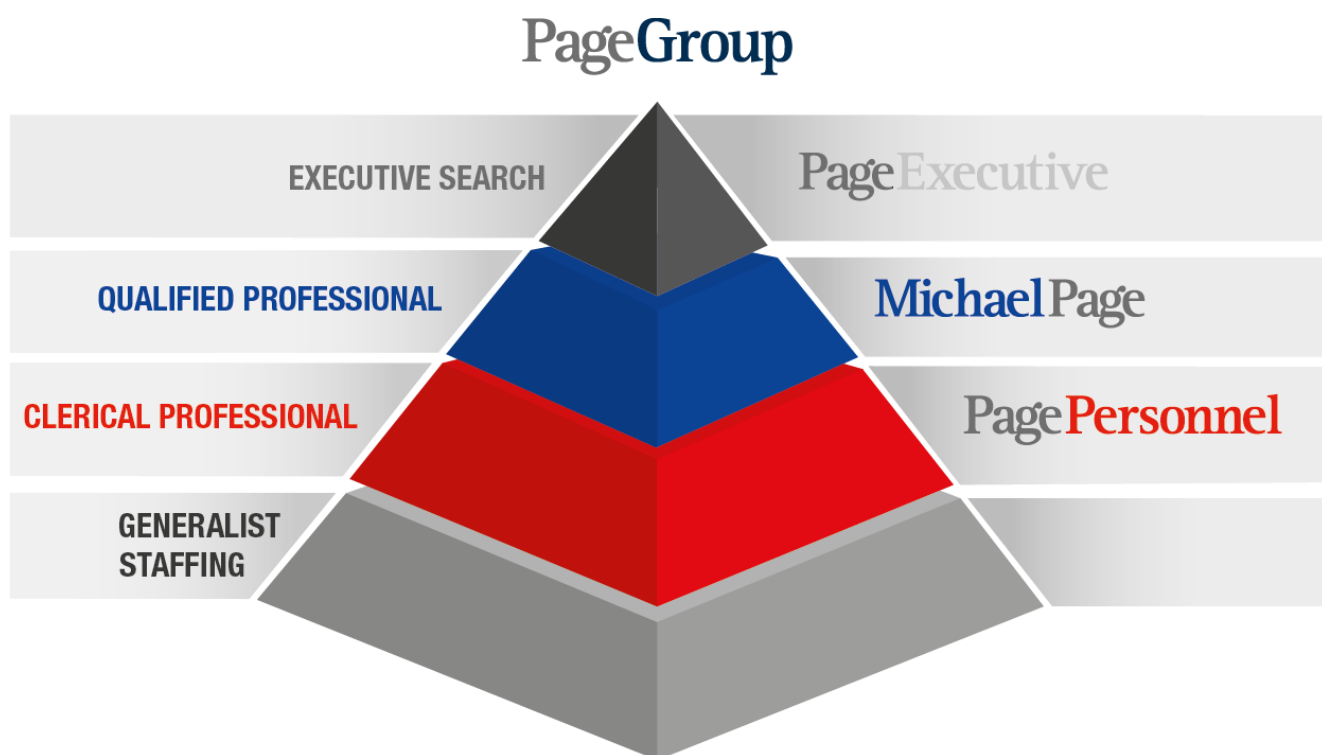 PageGroup
EXECUTIVE SEARCH
PageExecutive
QUALIFIED PROFESSIONAL
MichaelPage
CLERICAL PROFESSIONAL
PagePersonnel
GENERALIST
STAFFING